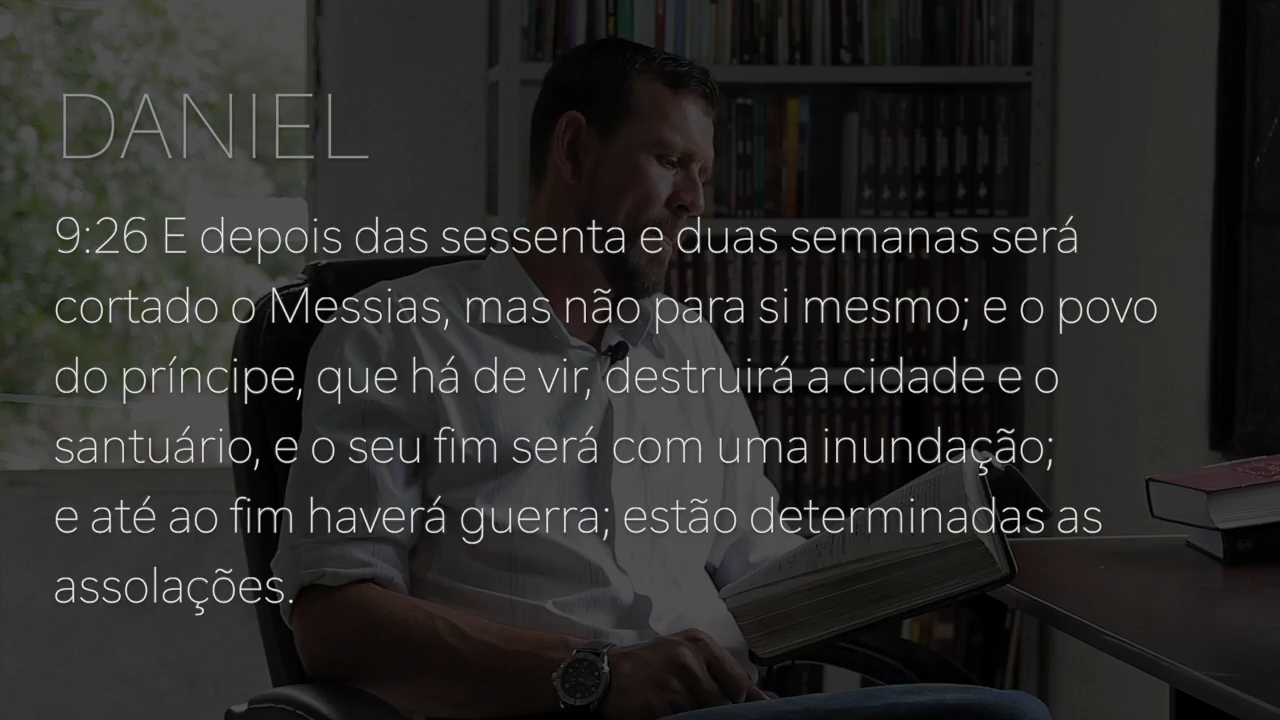 DANIEL
9:26 E depois das sessenta e duas semanas será
cortado o Messias, mas não para si mesmo; e o povo
do príncipe, que há de vir, destruirá a cidade e o
santuário, e o seu fim será com uma inundação;
e até ao fim haverá guerra; estão determinadas as
assolações.